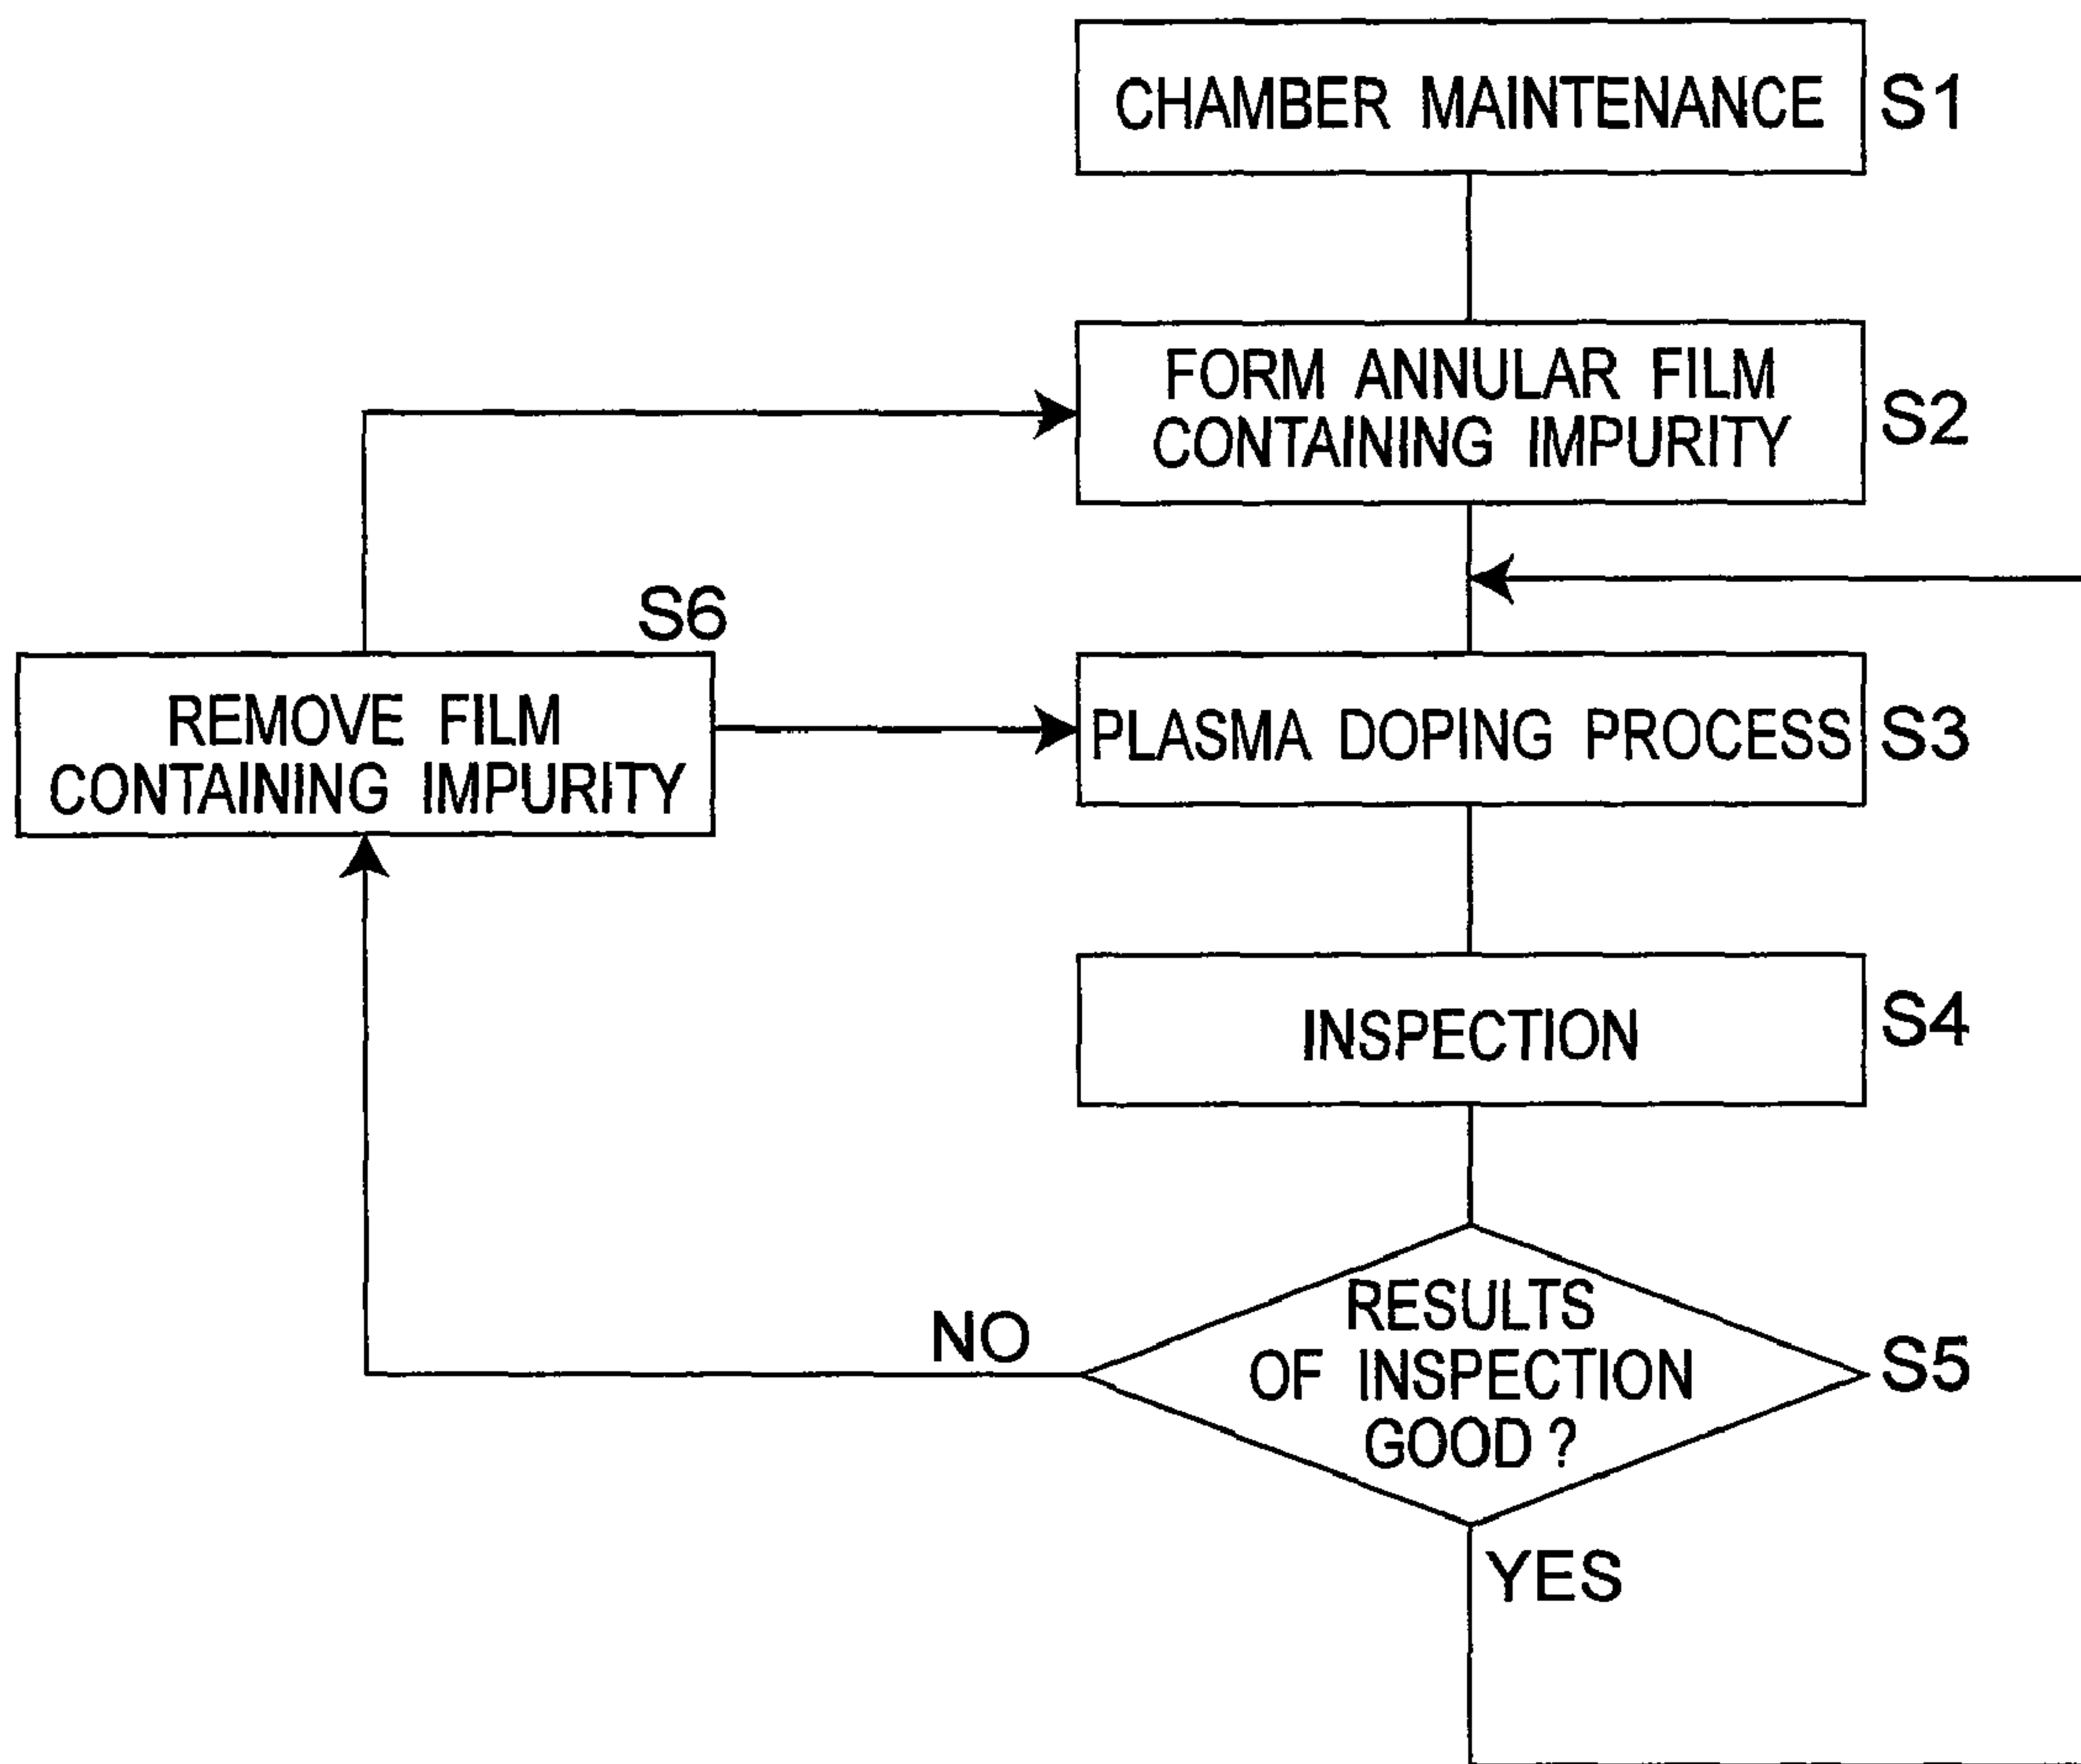 CHAMBER MAINTENANCE S1
FORM ANNULAR FILM
CONTAINING IMPURITY
S2
S6
REMOVE FILM
CONTAINING IMPURITY
PLASMA DOPING PROCESS S3
INSPECTION S4
RESULTS
OF INSPECTION
GOOD ?
S5
NO
YES